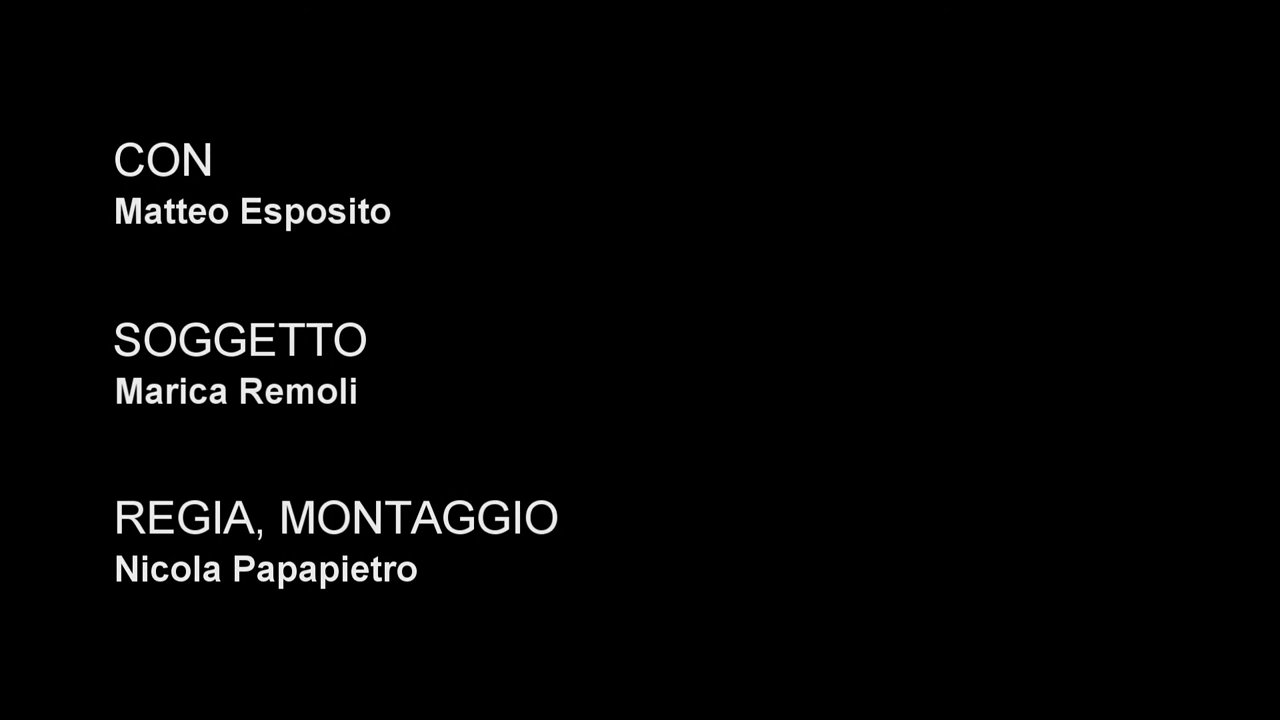 CON
Matteo Esposito
SOGGETTO
Marica Remoli
REGIA, MONTAGGIO
Nicola Papapietro